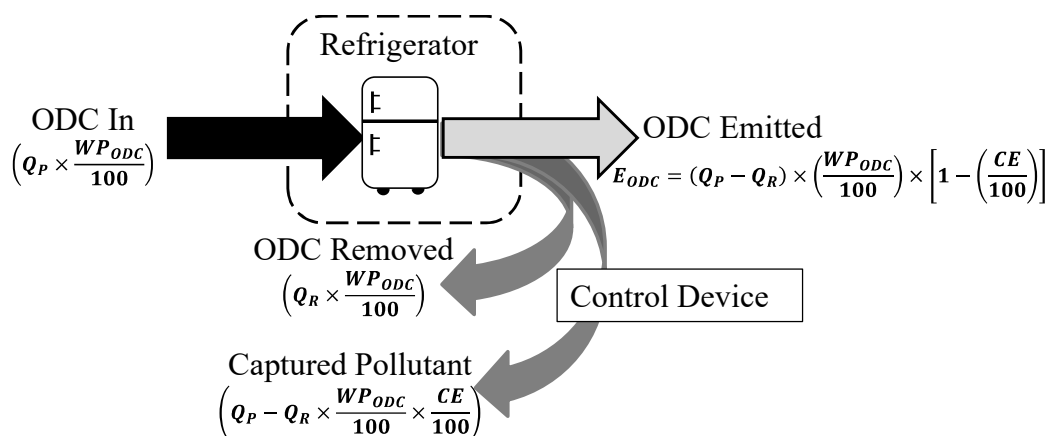 Refrigerator
ODC In
(Q_P × WP_ODC/100)
ODC Emitted
E_ODC = (Q_P − Q_R) × (WP_ODC/100) × [1 − (CE/100)]
ODC Removed
(Q_R × WP_ODC/100)
Control Device
Captured Pollutant
(Q_P − Q_R × WP_ODC/100 × CE/100)